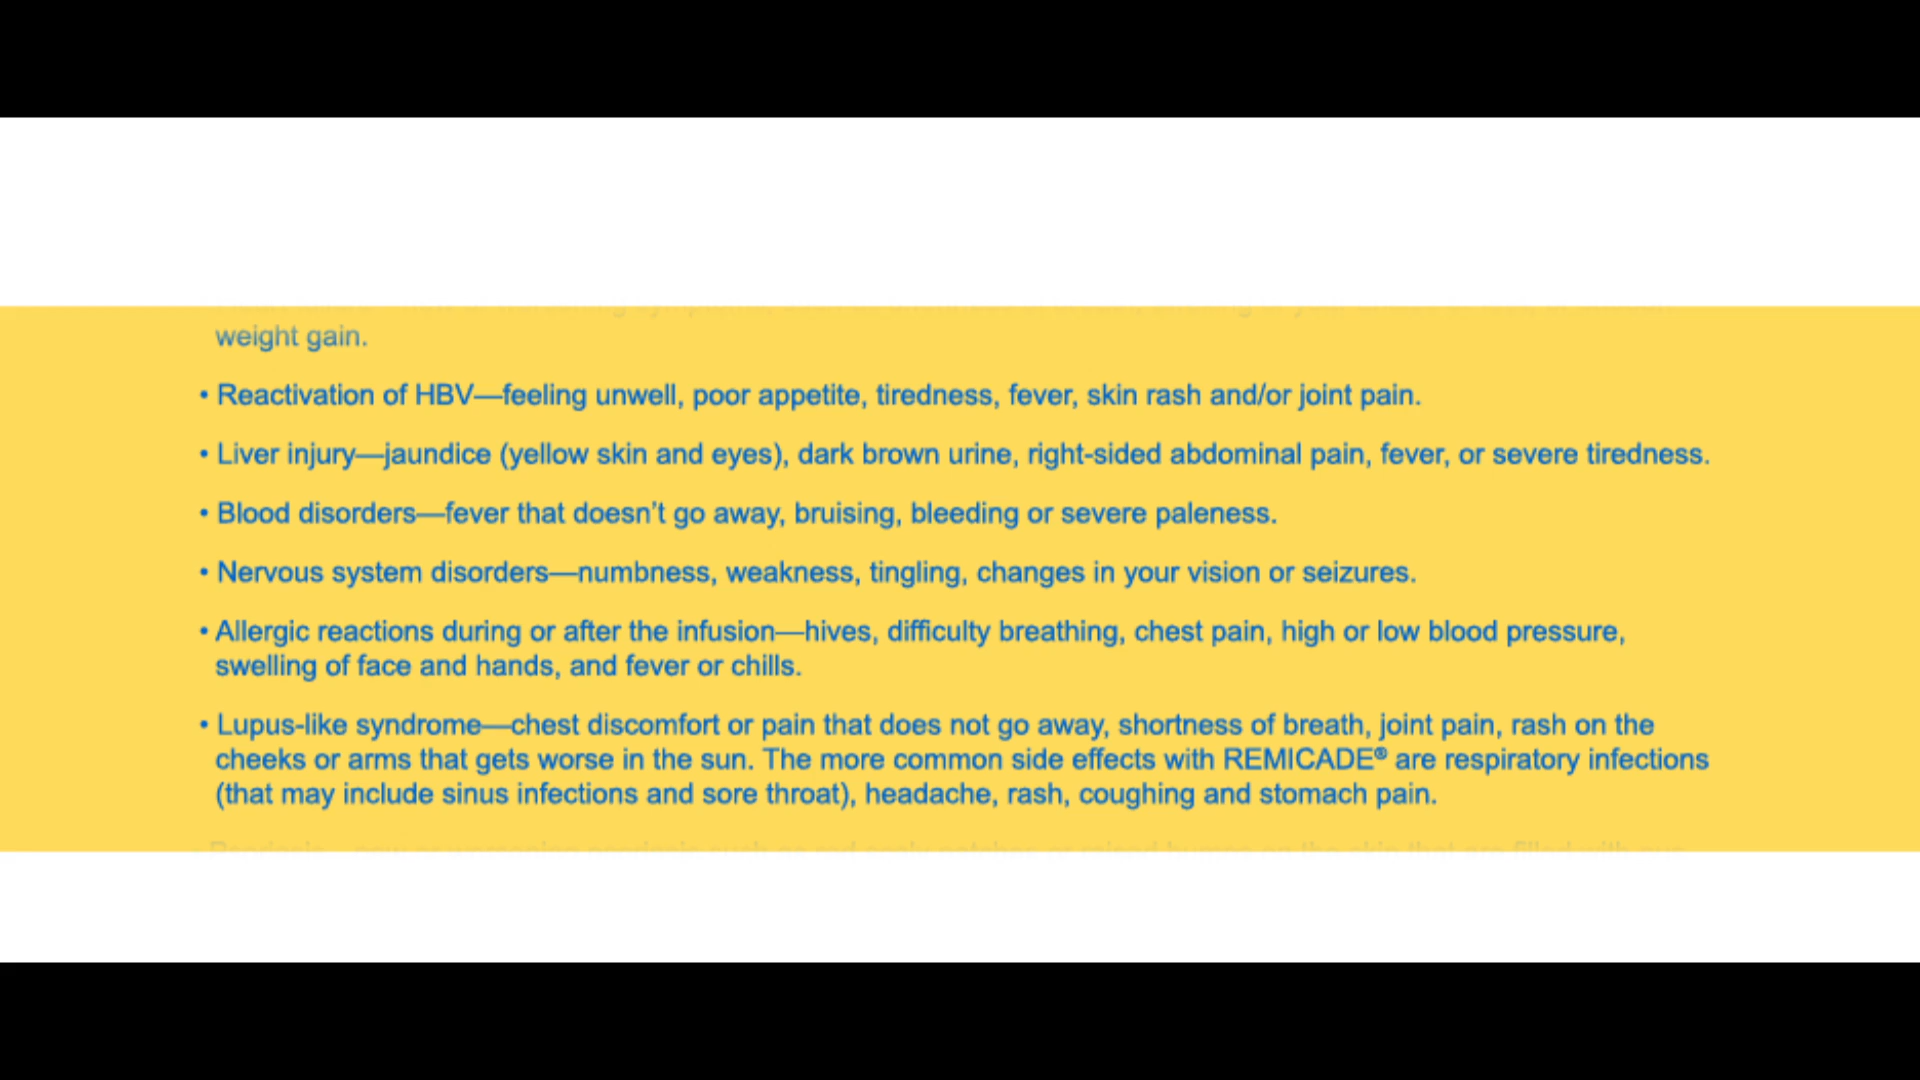 weight gain.
• Reactivation of HBV—feeling unwell, poor appetite, tiredness, fever, skin rash and/or joint pain.
• Liver injury—jaundice (yellow skin and eyes), dark brown urine, right-sided abdominal pain, fever, or severe tiredness.
• Blood disorders—fever that doesn’t go away, bruising, bleeding or severe paleness.
• Nervous system disorders—numbness, weakness, tingling, changes in your vision or seizures.
• Allergic reactions during or after the infusion—hives, difficulty breathing, chest pain, high or low blood pressure,
swelling of face and hands, and fever or chills.
• Lupus-like syndrome—chest discomfort or pain that does not go away, shortness of breath, joint pain, rash on the
cheeks or arms that gets worse in the sun. The more common side effects with REMICADE® are respiratory infections
(that may include sinus infections and sore throat), headache, rash, coughing and stomach pain.